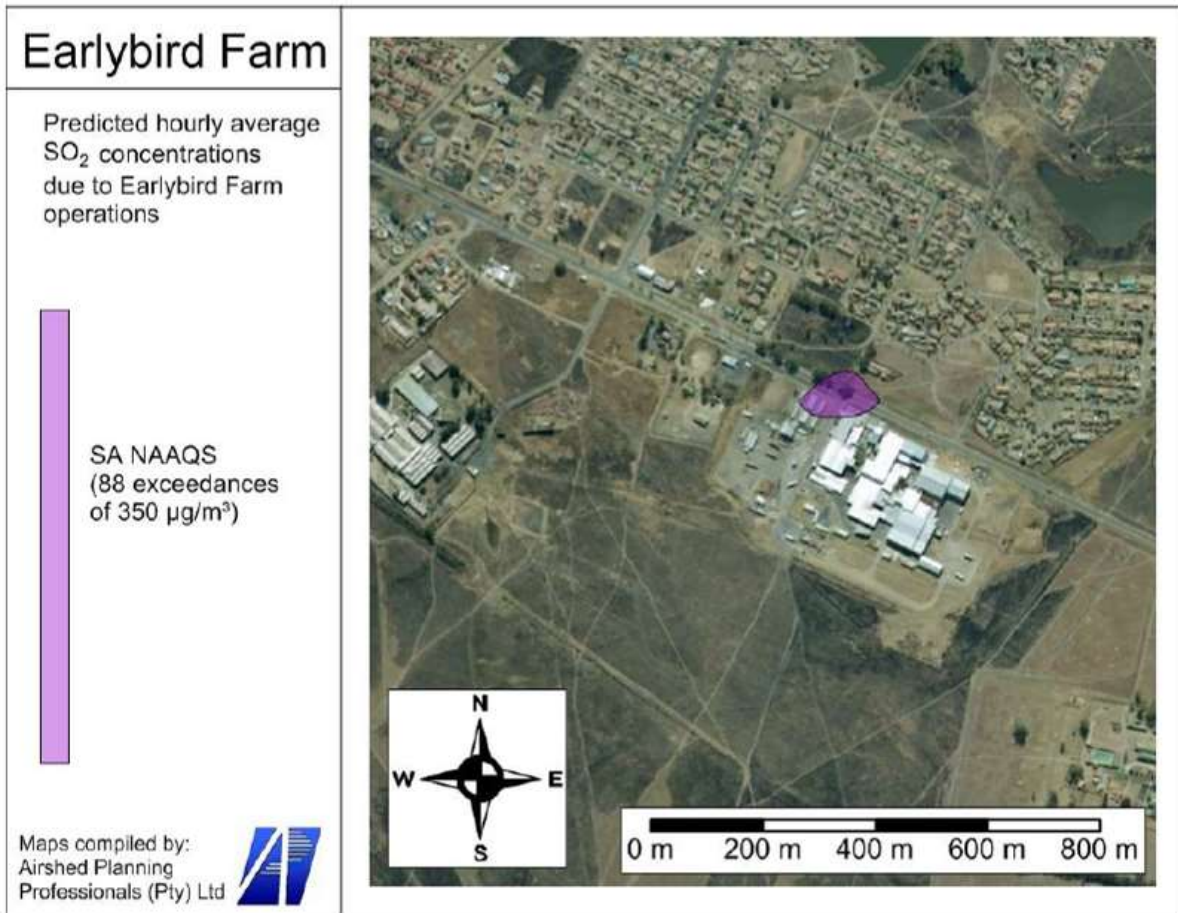 Earlybird Farm
Predicted hourly average
SO₂ concentrations
due to Earlybird Farm
operations
SA NAAQS
(88 exceedances
of 350 µg/m³)
Maps compiled by:
Airshed Planning
Professionals (Pty) Ltd
N
W E
S
0 m 200 m 400 m 600 m 800 m